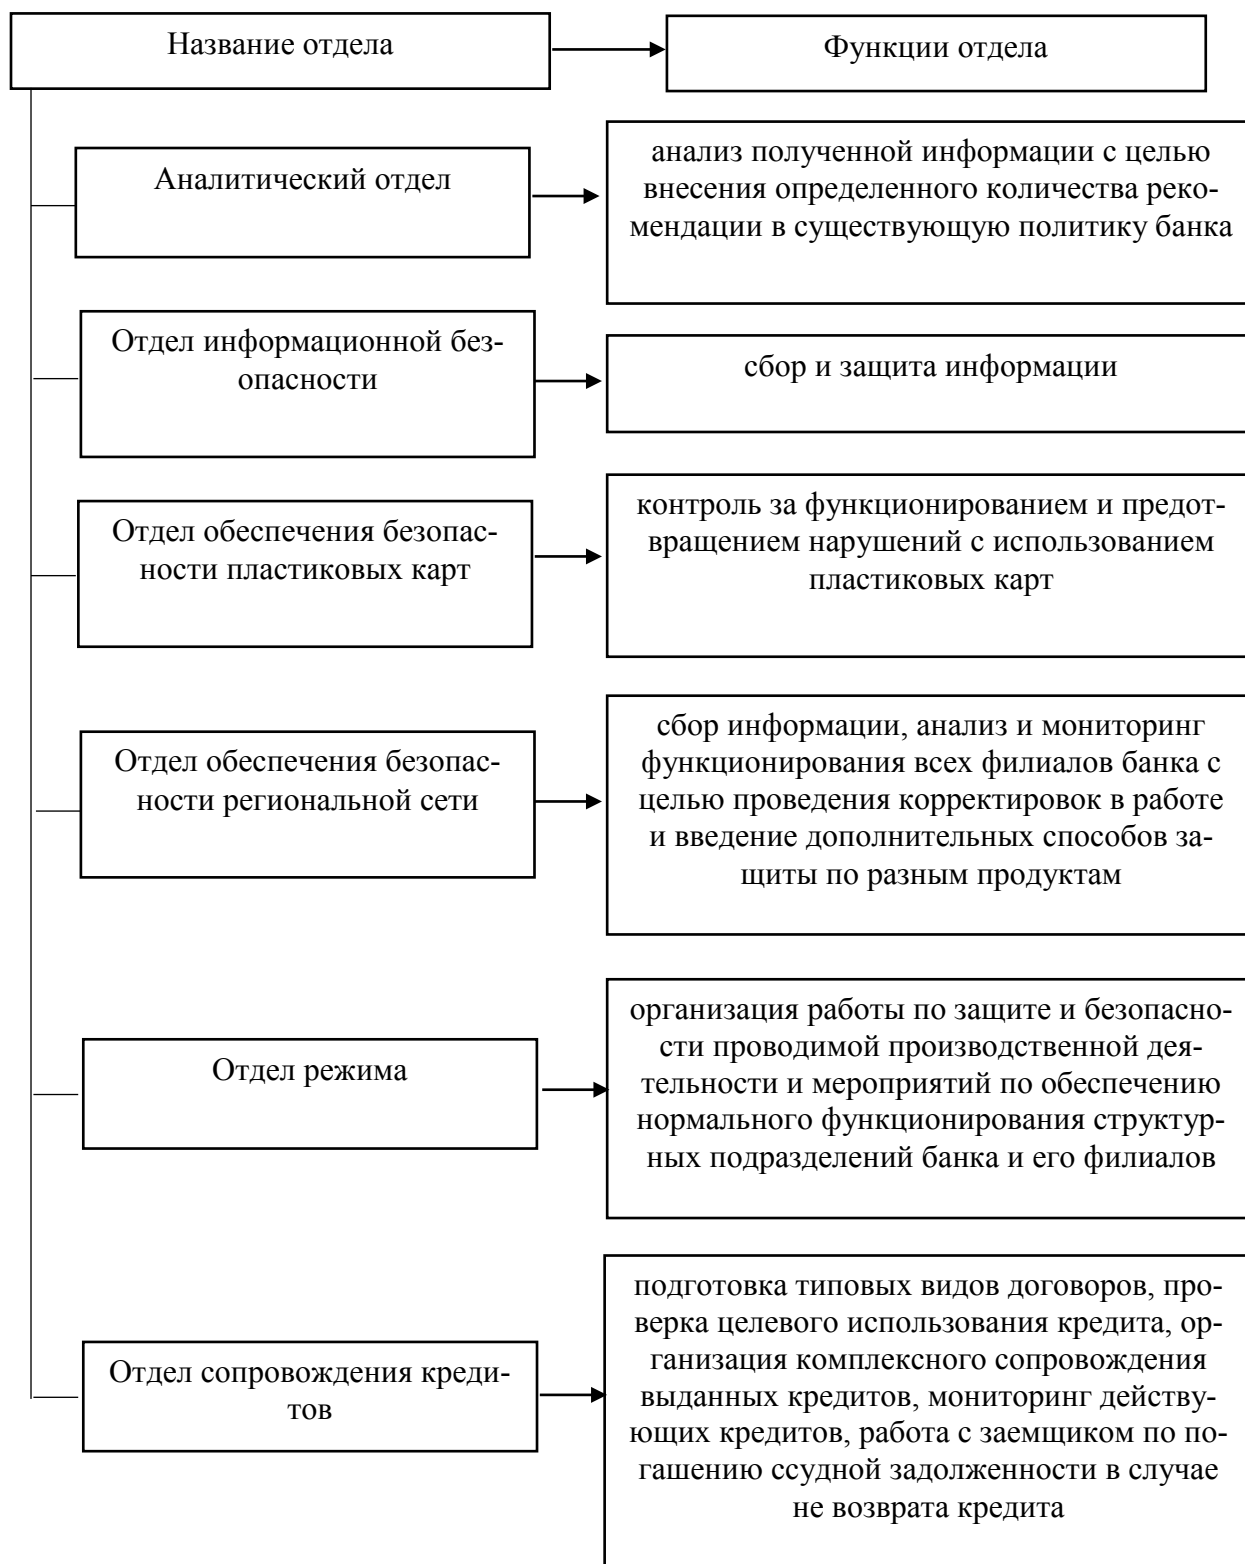 Название отдела
Функции отдела
Аналитический отдел
анализ полученной информации с целью
внесения определенного количества реко-
мендации в существующую политику банка
Отдел информационной без-
опасности
сбор и защита информации
Отдел обеспечения безопас-
ности пластиковых карт
контроль за функционированием и предот-
вращением нарушений с использованием
пластиковых карт
Отдел обеспечения безопас-
ности региональной сети
сбор информации, анализ и мониторинг
функционирования всех филиалов банка с
целью проведения корректировок в работе
и введение дополнительных способов за-
щиты по разным продуктам
Отдел режима
организация работы по защите и безопасно-
сти проводимой производственной дея-
тельности и мероприятий по обеспечению
нормального функционирования структур-
ных подразделений банка и его филиалов
Отдел сопровождения креди-
тов
подготовка типовых видов договоров, про-
верка целевого использования кредита, ор-
ганизация комплексного сопровождения
выданных кредитов, мониторинг действу-
ющих кредитов, работа с заемщиком по по-
гашению ссудной задолженности в случае
не возврата кредита